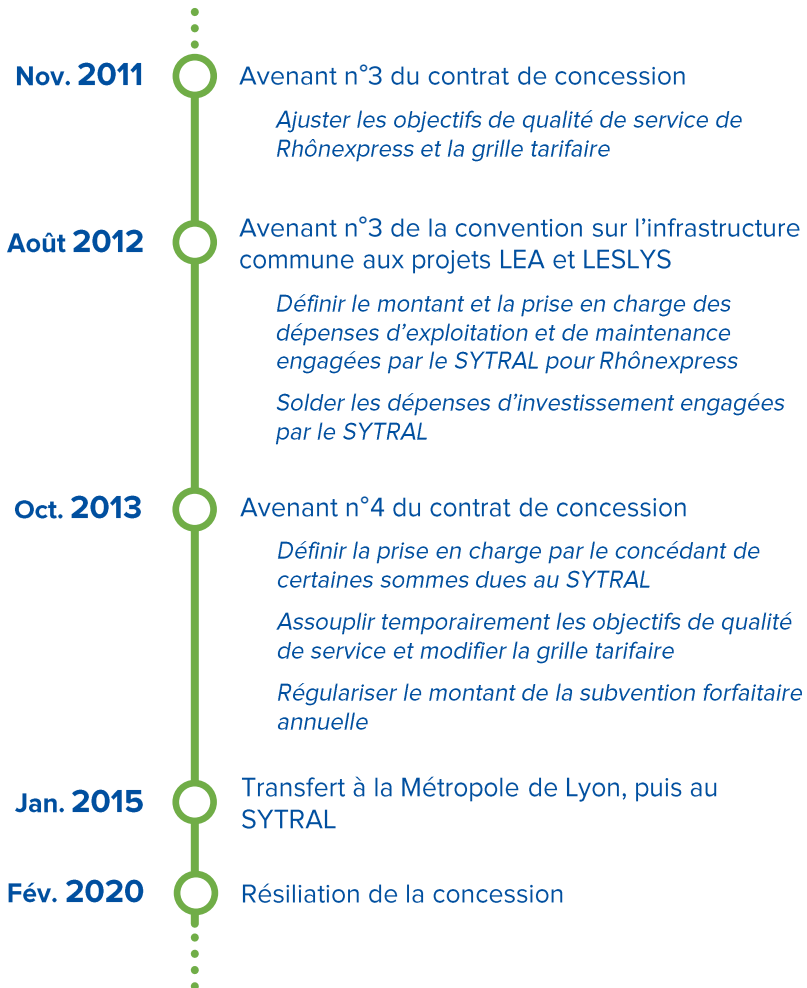 Nov. 2011
Avenant n°3 du contrat de concession
Ajuster les objectifs de qualité de service de
Rhônexpress et la grille tarifaire
Août 2012
Avenant n°3 de la convention sur l’infrastructure
commune aux projets LEA et LESLYS
Définir le montant et la prise en charge des
dépenses d’exploitation et de maintenance
engagées par le SYTRAL pour Rhônexpress
Solder les dépenses d’investissement engagées
par le SYTRAL
Oct. 2013
Avenant n°4 du contrat de concession
Définir la prise en charge par le concédant de
certaines sommes dues au SYTRAL
Assouplir temporairement les objectifs de qualité
de service et modifier la grille tarifaire
Régulariser le montant de la subvention forfaitaire
annuelle
Jan. 2015
Transfert à la Métropole de Lyon, puis au
SYTRAL
Fév. 2020
Résiliation de la concession